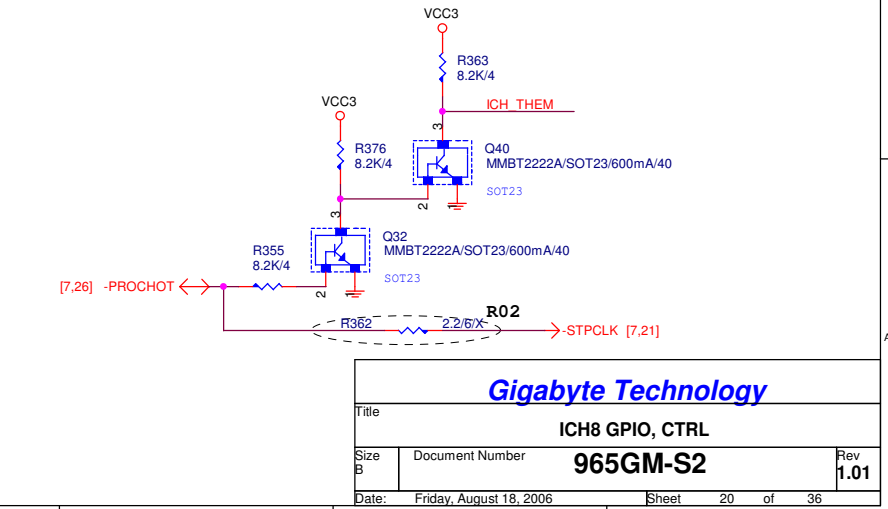 VCC3
R363
8.2K/4
ICH_THEM
VCC3
3
R376
8.2K/4
Q40
MMBT2222A/SOT23/600mA/40
SOT23
2
1
3
Q32
MMBT2222A/SOT23/600mA/40
SOT23
R355
8.2K/4
[7,26] -PROCHOT
2
1
R02
R362 2.2/6/X
-STPCLK [7,21]
A
Gigabyte Technology
Title
ICH8 GPIO, CTRL
Size
B
Document Number
965GM-S2
Rev
1.01
Date: Friday, August 18, 2006 Sheet 20 of 36